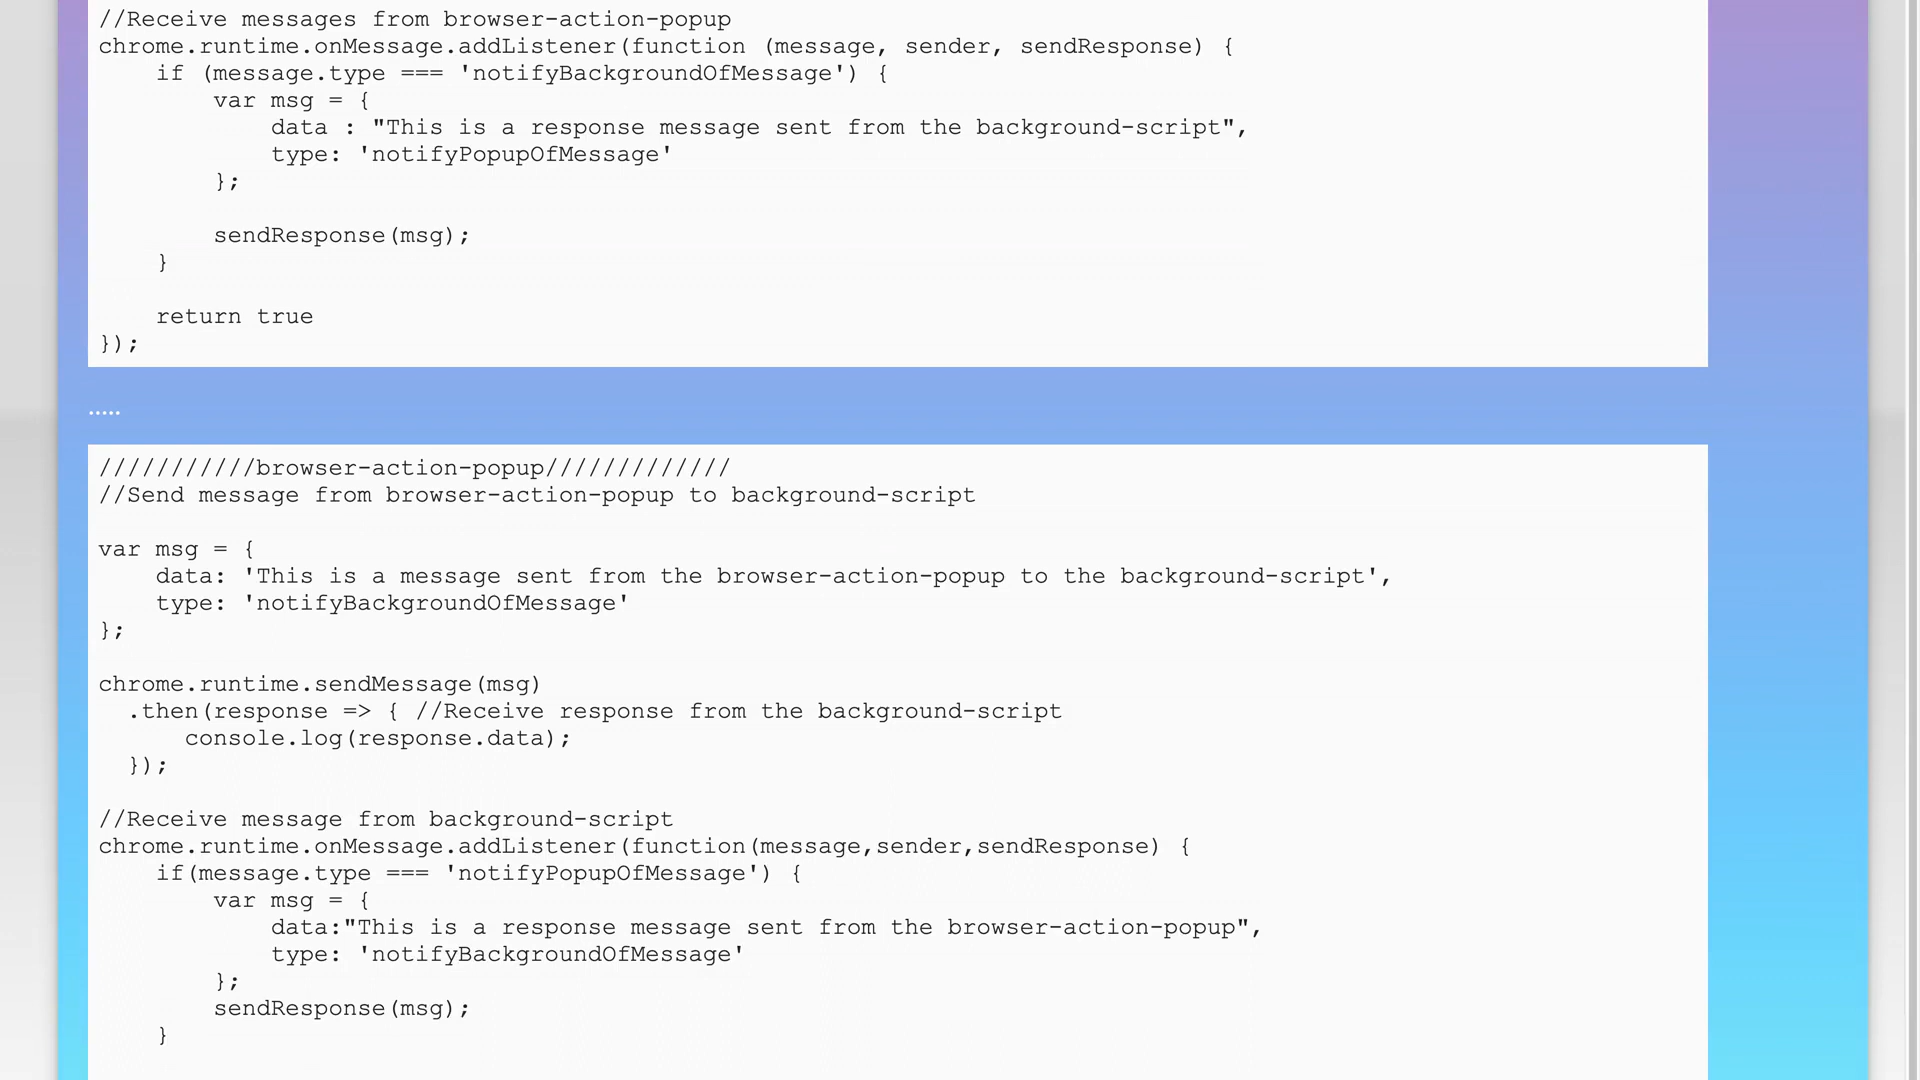 //Receive messages from browser-action-popup
chrome.runtime.onMessage.addListener(function (message, sender, sendResponse) {
    if (message.type === 'notifyBackgroundOfMessage') {
        var msg = {
            data : "This is a response message sent from the background-script",
            type: 'notifyPopupOfMessage'
        };

        sendResponse(msg);
    }

    return true
});
.....
///////////browser-action-popup/////////////
//Send message from browser-action-popup to background-script

var msg = {
    data: 'This is a message sent from the browser-action-popup to the background-script',
    type: 'notifyBackgroundOfMessage'
};

chrome.runtime.sendMessage(msg)
  .then(response => { //Receive response from the background-script
      console.log(response.data);
  });

//Receive message from background-script
chrome.runtime.onMessage.addListener(function(message,sender,sendResponse) {
    if(message.type === 'notifyPopupOfMessage') {
        var msg = {
            data:"This is a response message sent from the browser-action-popup",
            type: 'notifyBackgroundOfMessage'
        };
        sendResponse(msg);
    }